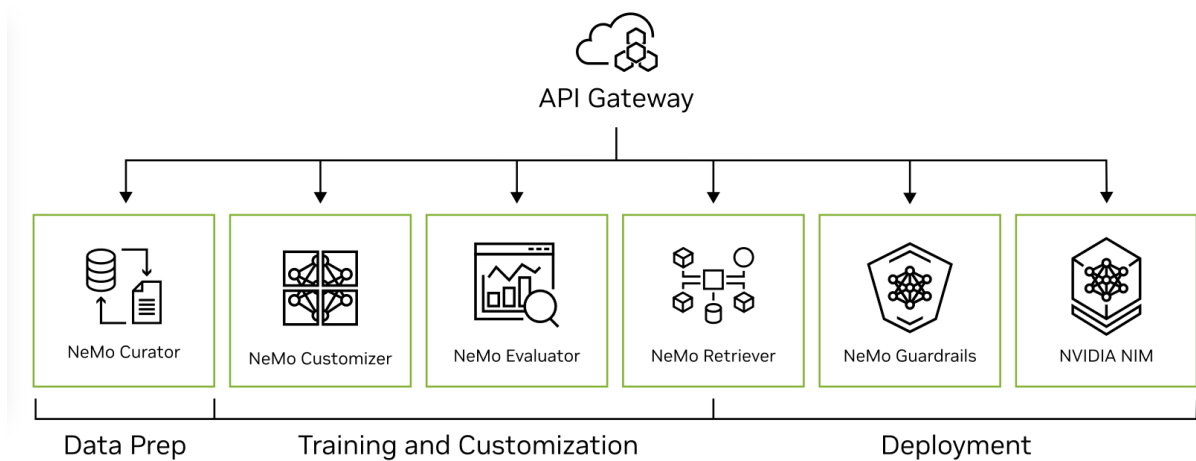 API Gateway
NeMo Curator
NeMo Customizer
NeMo Evaluator
NeMo Retriever
NeMo Guardrails
NVIDIA NIM
Data Prep
Training and Customization
Deployment